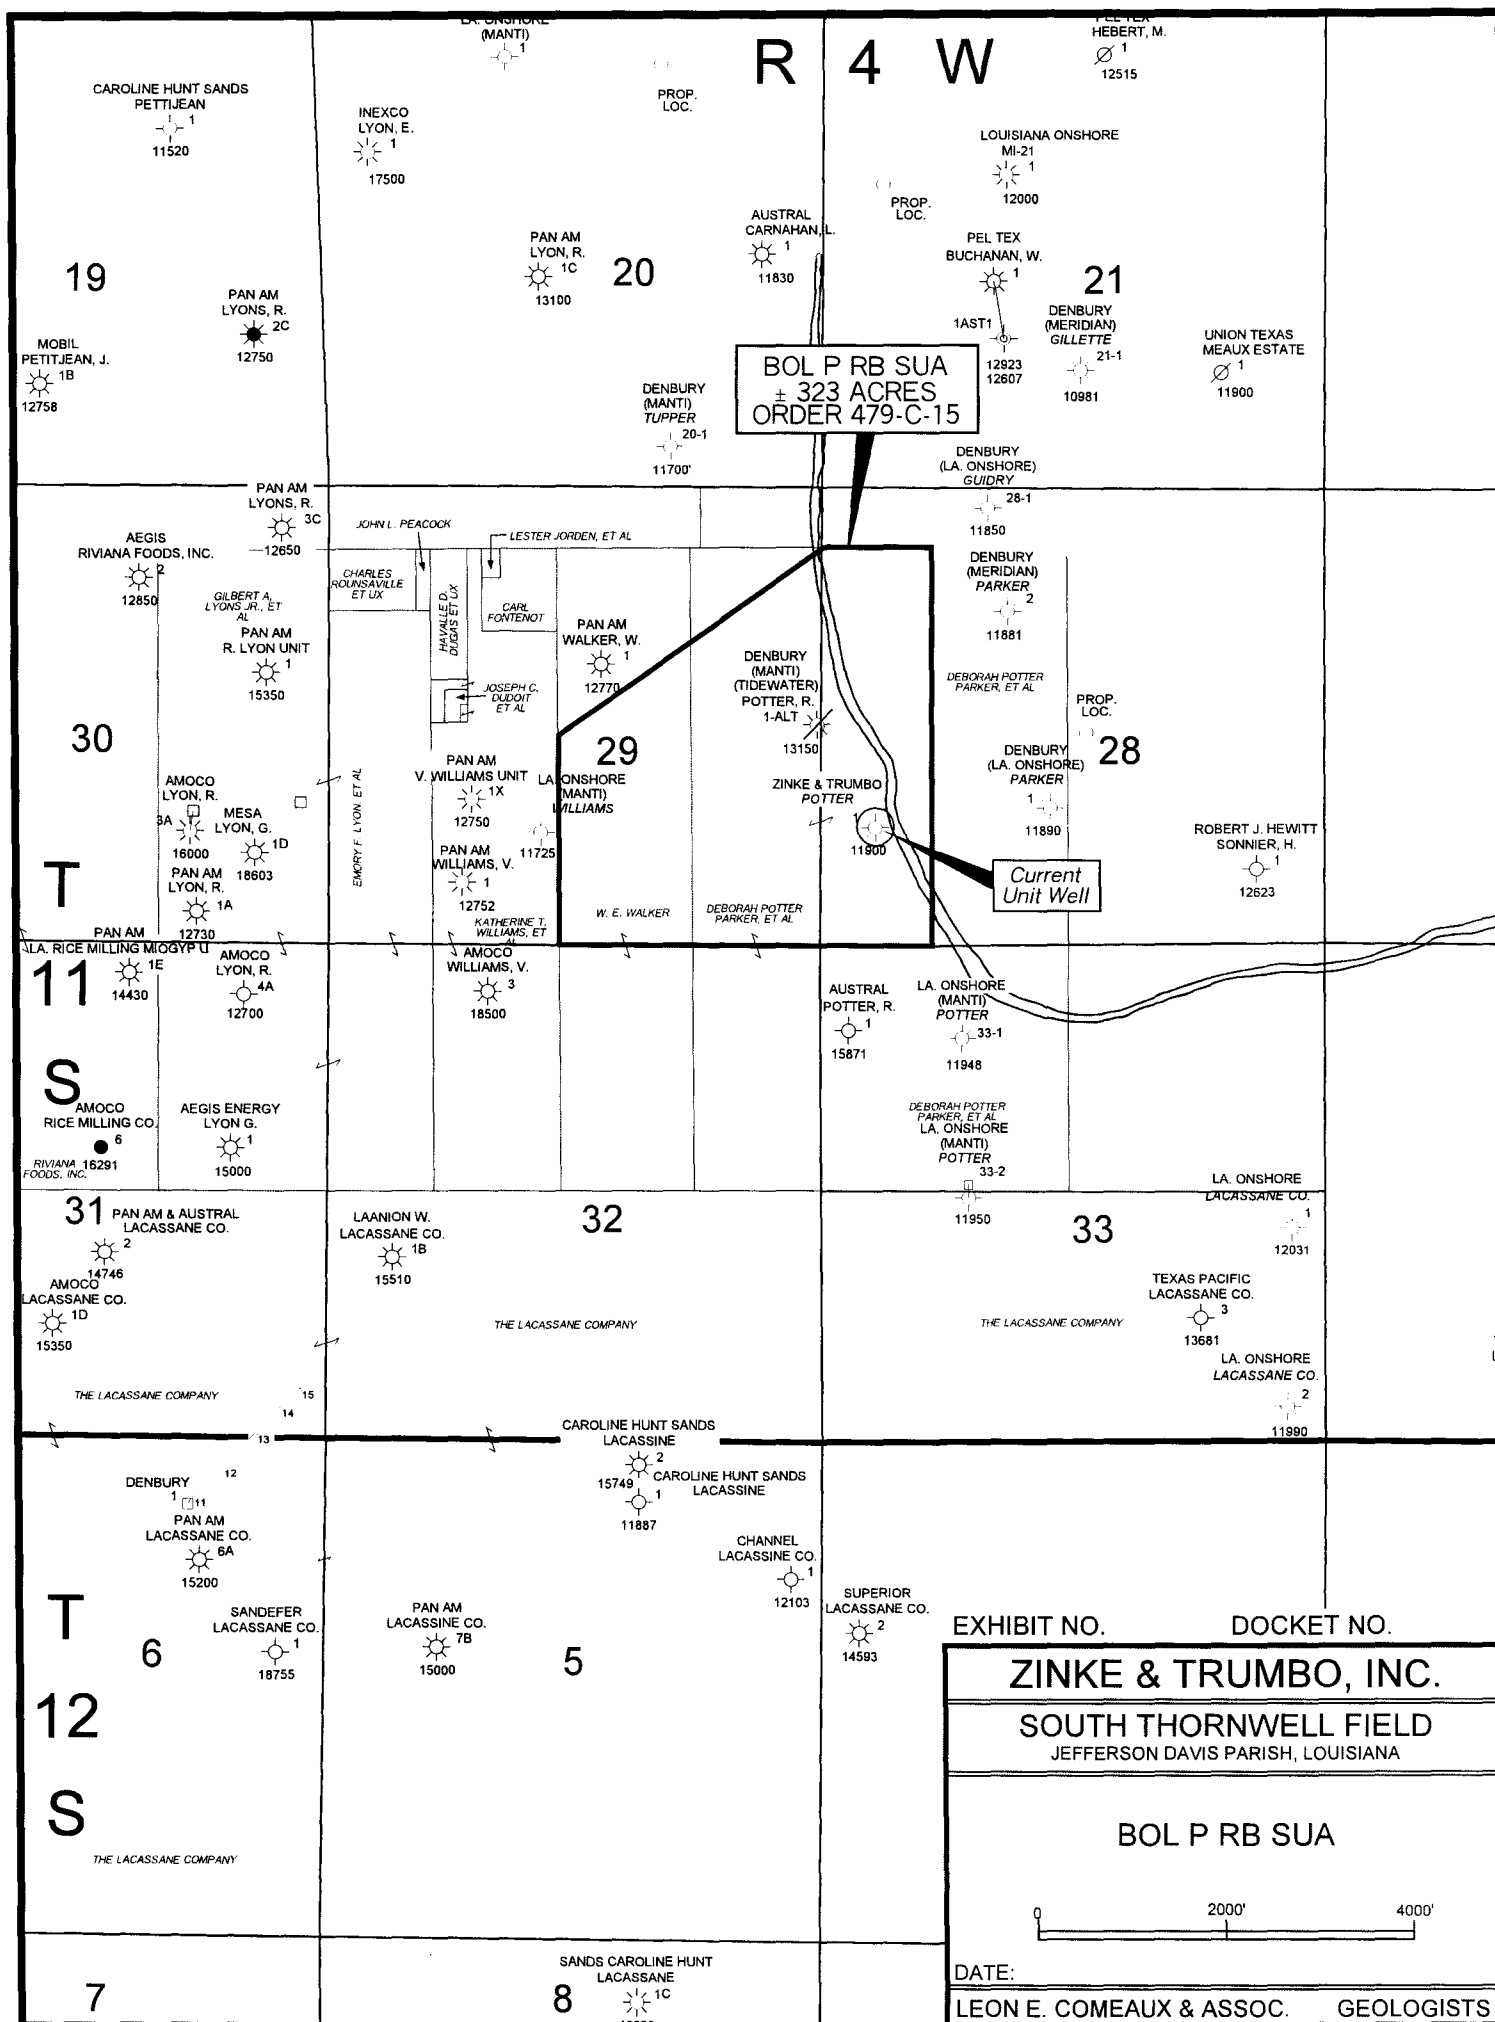 LA. ONSHORE
(MANTI)
1
R 4 W
PEL TEX
HEBERT, M.
1
12515
CAROLINE HUNT SANDS
PETTIJEAN
1
11520
INEXCO
LYON, E.
1
17500
PROP.
LOC.
LOUISIANA ONSHORE
MI-21
1
12000
PROP.
LOC.
AUSTRAL
CARNAHAN, L.
1
11830
PAN AM
LYON, R.
1C
13100
20
PEL TEX
BUCHANAN, W.
1
1AST1
12923
12607
21
19
PAN AM
LYONS, R.
2C
12750
MOBIL
PETITJEAN, J.
1B
12758
DENBURY
(MERIDIAN)
GILLETTE
21-1
10981
UNION TEXAS
MEAUX ESTATE
1
11900
BOL P RB SUA
± 323 ACRES
ORDER 479-C-15
DENBURY
(MANTI)
TUPPER
20-1
11700'
DENBURY
(LA. ONSHORE)
GUIDRY
28-1
11850
PAN AM
LYONS, R.
3C
12650
JOHN L. PEACOCK
LESTER JORDEN, ET AL
AEGIS
RIVIANA FOODS, INC.
2
12850
CHARLES
ROUNSAVILLE
ET UX
GILBERT A.
LYONS JR., ET
AL
HAVALLE D.
DUGAS ET UX
CARL
FONTENOT
DENBURY
(MERIDIAN)
PARKER
2
11881
PAN AM
R. LYON UNIT
1
15350
PAN AM
WALKER, W.
1
12770
DENBURY
(MANTI)
(TIDEWATER)
POTTER, R.
1-ALT
13150
DEBORAH POTTER
PARKER, ET AL
JOSEPH C.
DUDOIT
ET AL
PROP.
LOC.
30
29
28
PAN AM
V. WILLIAMS UNIT
1X
12750
LA. ONSHORE
(MANTI)
WILLIAMS
11725
ZINKE & TRUMBO
POTTER
1
11900
DENBURY
(LA. ONSHORE)
PARKER
1
11890
AMOCO
LYON, R.
3A
16000
MESA
LYON, G.
1D
18603
EMORY F. LYON, ET AL
ROBERT J. HEWITT
SONNIER, H.
1
12623
PAN AM
WILLIAMS, V.
1
12752
Current
Unit Well
T
PAN AM
LYON, R.
1A
12730
KATHERINE T.
WILLIAMS, ET
AL
W. E. WALKER
DEBORAH POTTER
PARKER, ET AL
PAN AM
LA. RICE MILLING MIOGYP U
1E
14430
11
AMOCO
LYON, R.
4A
12700
AMOCO
WILLIAMS, V.
3
18500
AUSTRAL
POTTER, R.
1
15871
LA. ONSHORE
(MANTI)
POTTER
33-1
11948
S
AMOCO
RICE MILLING CO.
6
16291
RIVIANA
FOODS, INC.
AEGIS ENERGY
LYON G.
1
15000
DEBORAH POTTER
PARKER, ET AL
LA. ONSHORE
(MANTI)
POTTER
33-2
11950
LA. ONSHORE
LACASSANE CO.
1
12031
31
PAN AM & AUSTRAL
LACASSANE CO.
2
14746
LAANION W.
LACASSANE CO.
1B
15510
32
33
AMOCO
LACASSANE CO.
1D
15350
TEXAS PACIFIC
LACASSANE CO.
3
13681
THE LACASSANE COMPANY
THE LACASSANE COMPANY
LA. ONSHORE
LACASSANE CO.
2
11990
THE LACASSANE COMPANY
15
14
13
12
CAROLINE HUNT SANDS
LACASSINE
2
15749
CAROLINE HUNT SANDS
LACASSINE
1
11887
DENBURY
1
11
PAN AM
LACASSANE CO.
6A
15200
CHANNEL
LACASSINE CO.
1
12103
T
SANDEFER
LACASSANE CO.
1
18755
PAN AM
LACASSINE CO.
7B
15000
SUPERIOR
LACASSANE CO.
2
14593
6
5
12
S
THE LACASSANE COMPANY
7
SANDS CAROLINE HUNT
LACASSANE
1C
8
EXHIBIT NO. DOCKET NO.
ZINKE & TRUMBO, INC.
SOUTH THORNWELL FIELD
JEFFERSON DAVIS PARISH, LOUISIANA
BOL P RB SUA
0 2000' 4000'
DATE:
LEON E. COMEAUX & ASSOC. GEOLOGISTS